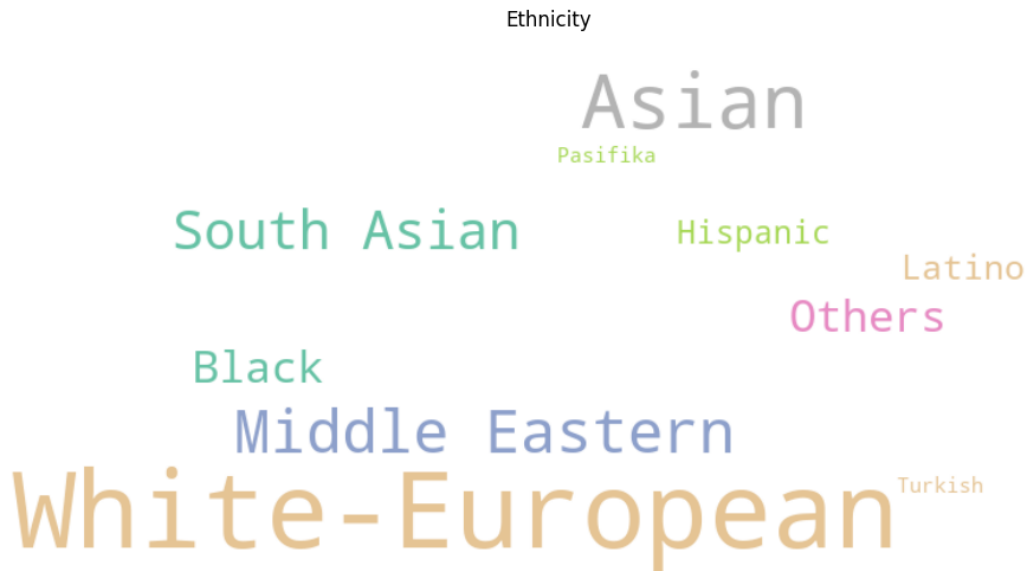 Ethnicity
Asian
Pasifika
South Asian
Hispanic
Latino
Others
Black
Middle Eastern
White-European
Turkish